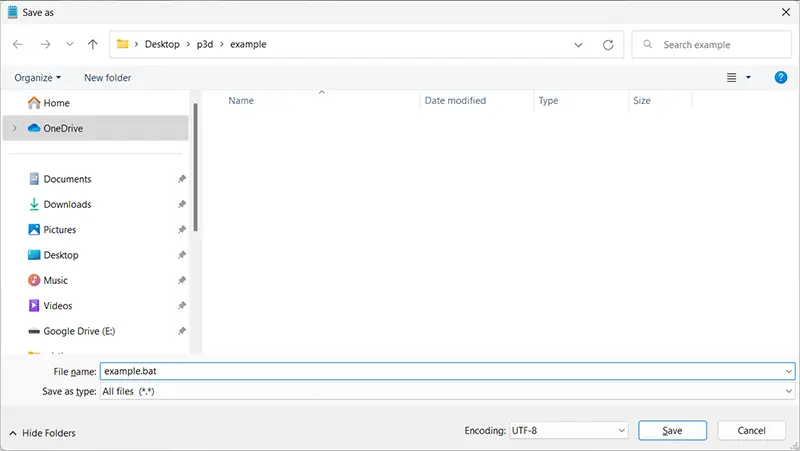 Save as
Desktop > p3d > example
Search example
Organize New folder
Name Date modified Type Size
Home
OneDrive
Documents
Downloads
Pictures
Desktop
Music
Videos
Google Drive (E:)
File name: example.bat
Save as type: All files (*.*)
Hide Folders Encoding: UTF-8 Save Cancel